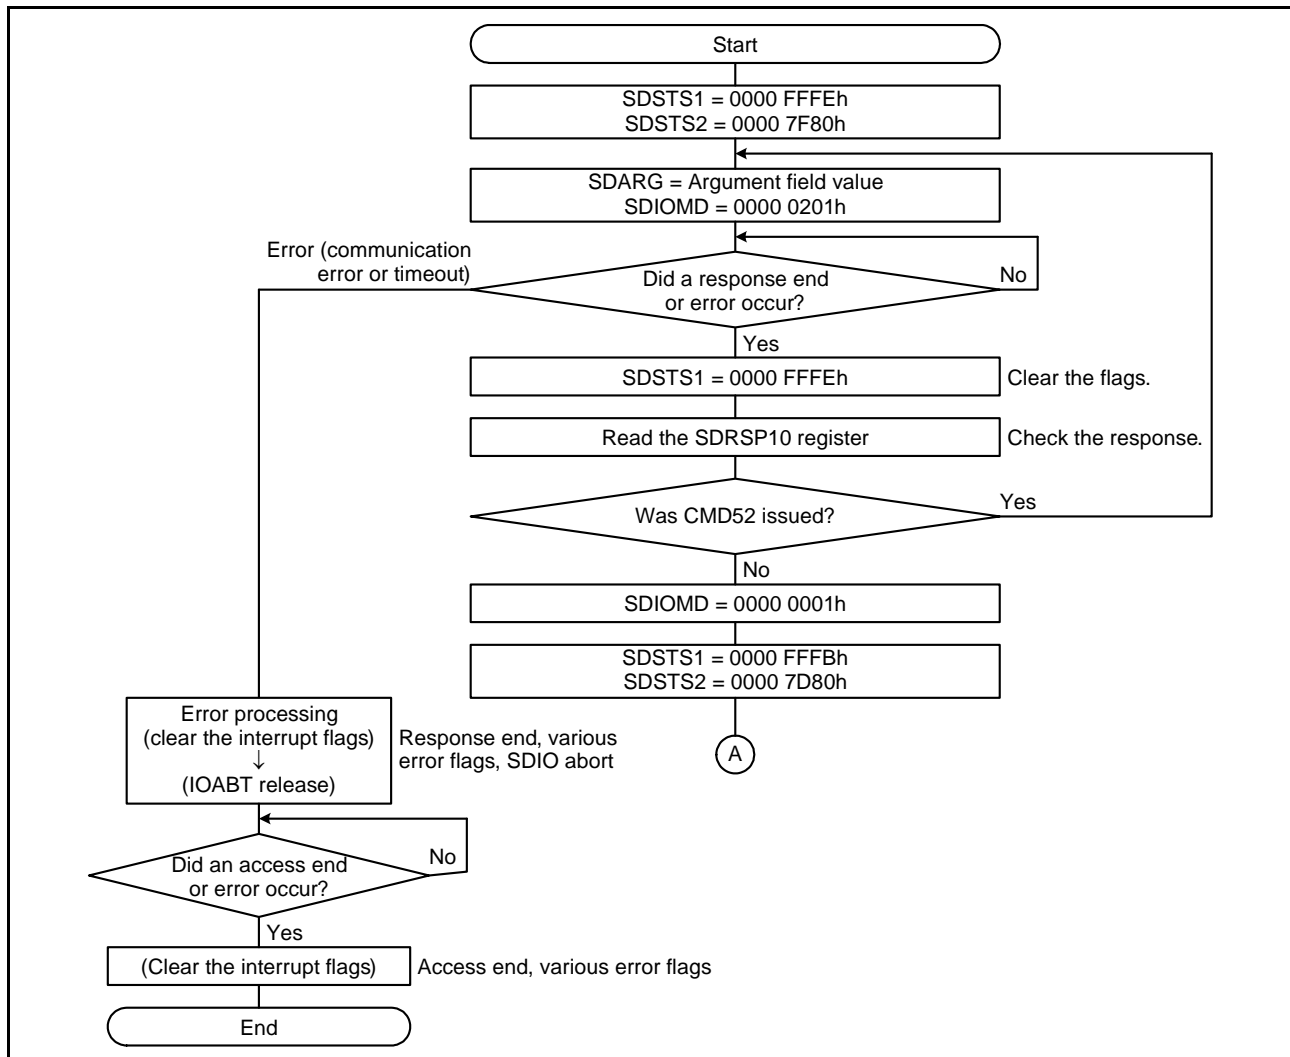 Start
SDSTS1 = 0000 FFFEh
SDSTS2 = 0000 7F80h
SDARG = Argument field value
SDIOMD = 0000 0201h
Error (communication
error or timeout)
Did a response end
or error occur?
No
Yes
SDSTS1 = 0000 FFFEh
Clear the flags.
Read the SDRSP10 register
Check the response.
Was CMD52 issued?
Yes
No
SDIOMD = 0000 0001h
SDSTS1 = 0000 FFFBh
SDSTS2 = 0000 7D80h
A
Error processing
(clear the interrupt flags)
↓
(IOABT release)
Response end, various
error flags, SDIO abort
Did an access end
or error occur?
No
Yes
(Clear the interrupt flags)
Access end, various error flags
End